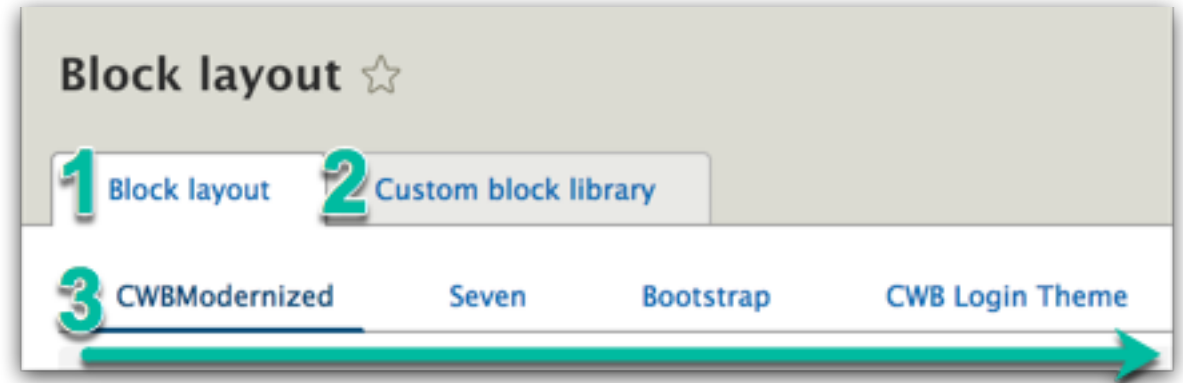 Block layout
1 Block layout 2 Custom block library
3 CWBModernized Seven Bootstrap CWB Login Theme